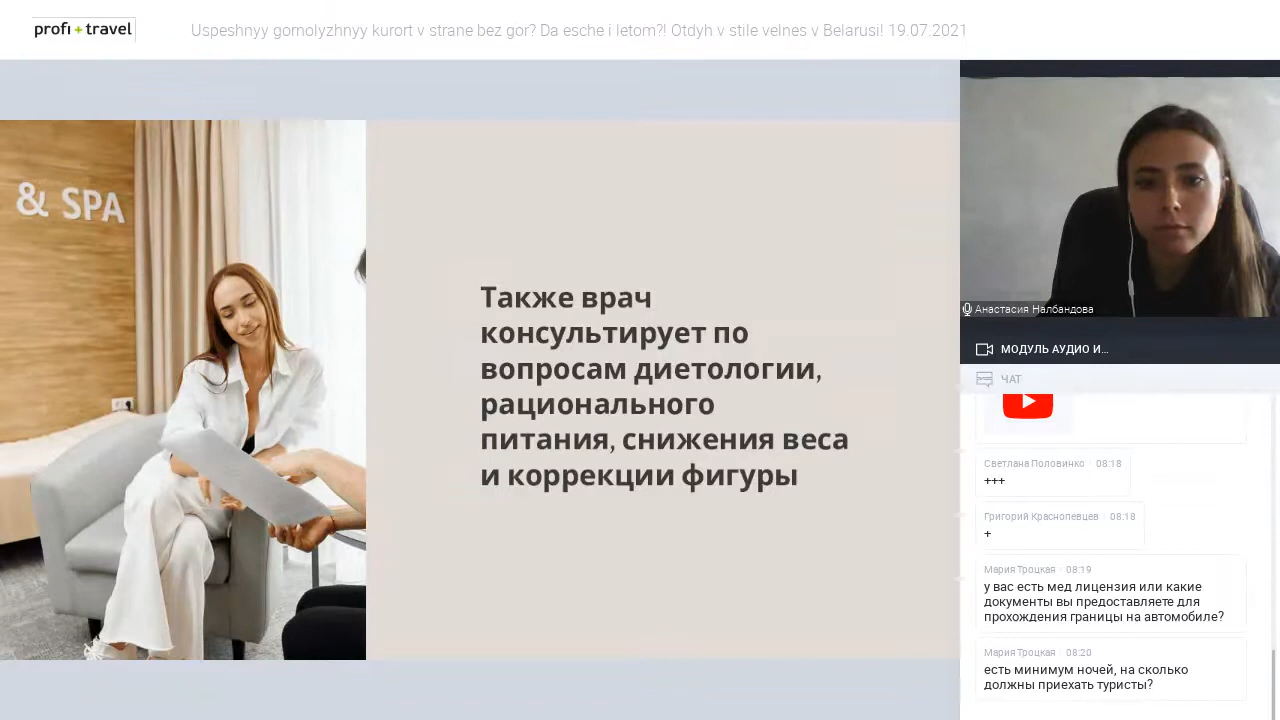 profi + travel
Uspeshnyy gornolyzhnyy kurort v strane bez gor? Da esche i letom?! Otdyh v stile velnes v Belarusi! 19.07.2021
& SPA
Также врач
консультирует по
вопросам диетологии,
рационального
питания, снижения веса
и коррекции фигуры
Анастасия Налбандова
МОДУЛЬ АУДИО И...
ЧАТ
Светлана Половинко 08:18
+++
Григорий Краснопевцев 08:18
+
Мария Троцкая 08:19
у вас есть мед лицензия или какие
документы вы предоставляете для
прохождения границы на автомобиле?
Мария Троцкая 08:20
есть минимум ночей, на сколько
должны приехать туристы?